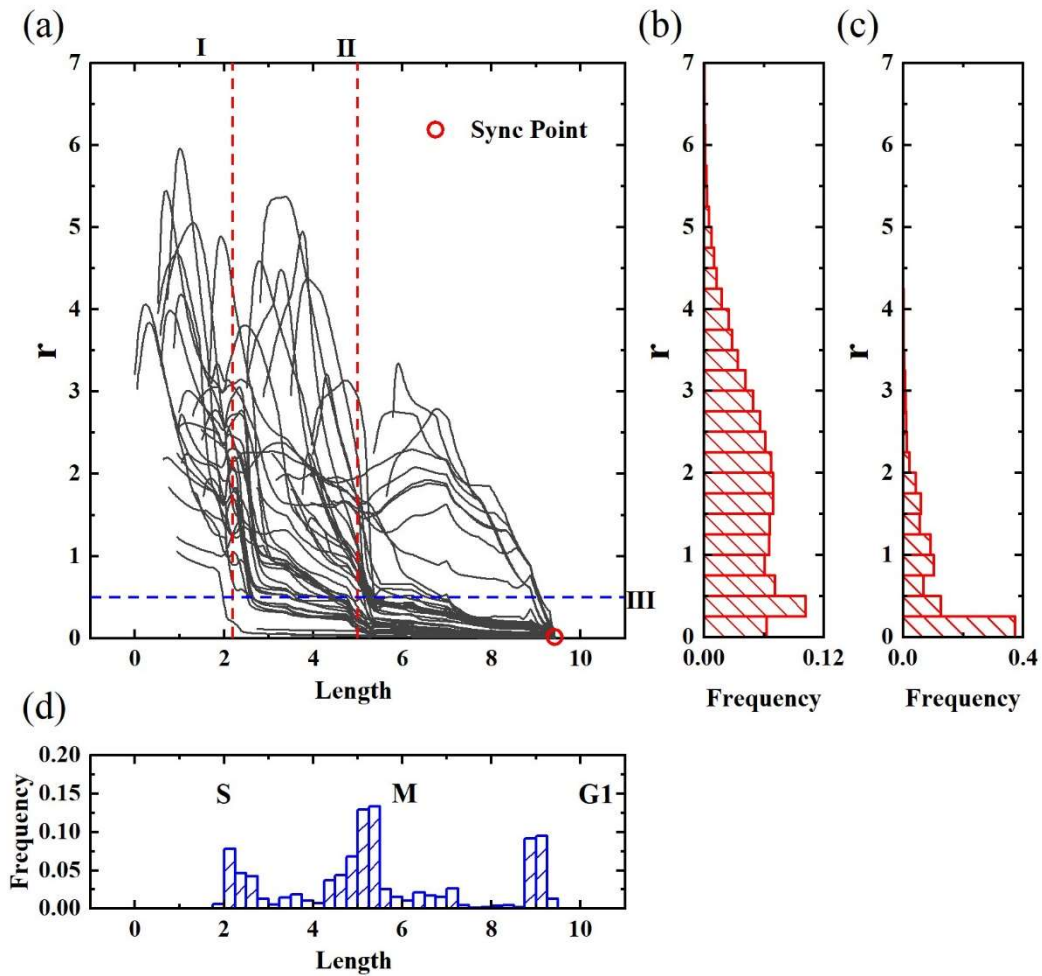 (a)
I II
7
6
5
4
3
2
1
0
r
Sync Point
III
0 2 4 6 8 10
Length
(b)
7
6
5
4
3
2
1
0
r
0.00 0.12
Frequency
(c)
7
6
5
4
3
2
1
0
r
0.0 0.4
Frequency
(d)
0.20
0.15
0.10
0.05
0.00
Frequency
S M G1
0 2 4 6 8 10
Length